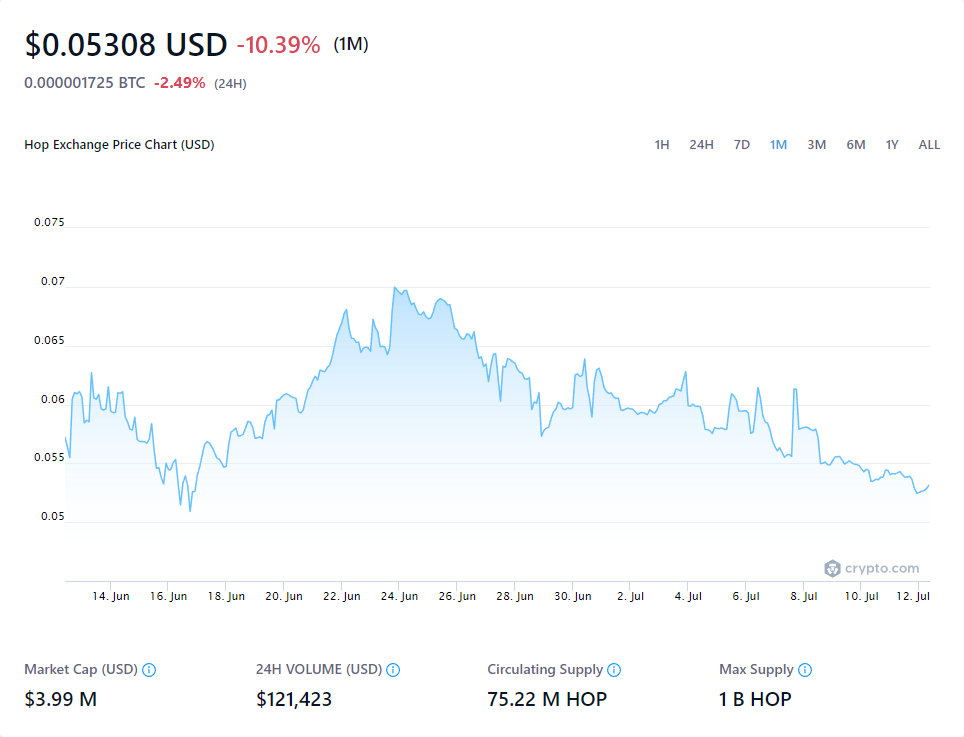 $0.05308 USD -10.39% (1M)
0.000001725 BTC -2.49% (24H)
Hop Exchange Price Chart (USD) 1H 24H 7D 1M 3M 6M 1Y ALL
0.075
0.07
0.065
0.06
0.055
0.05
crypto.com
14. Jun 16. Jun 18. Jun 20. Jun 22. Jun 24. Jun 26. Jun 28. Jun 30. Jun 2. Jul 4. Jul 6. Jul 8. Jul 10. Jul 12. Jul
Market Cap (USD) 24H VOLUME (USD) Circulating Supply Max Supply
$3.99 M $121,423 75.22 M HOP 1 B HOP